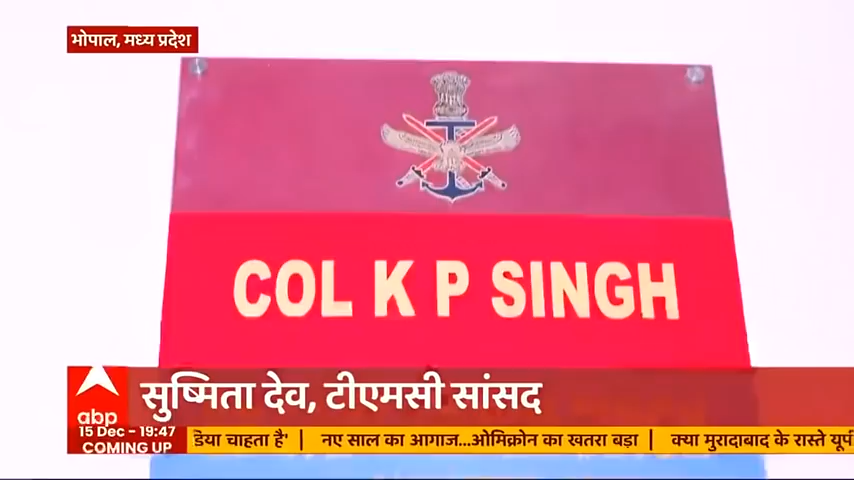 भोपाल, मध्य प्रदेश
COL K P SINGH
सुष्मिता देव, टीएमसी सांसद
abp
15 Dec - 19:47
COMING UP
डिया चाहता है' | नए साल का आगाज...ओमिक्रोन का खतरा बड़ा | क्या मुरादाबाद के रास्ते यूपी